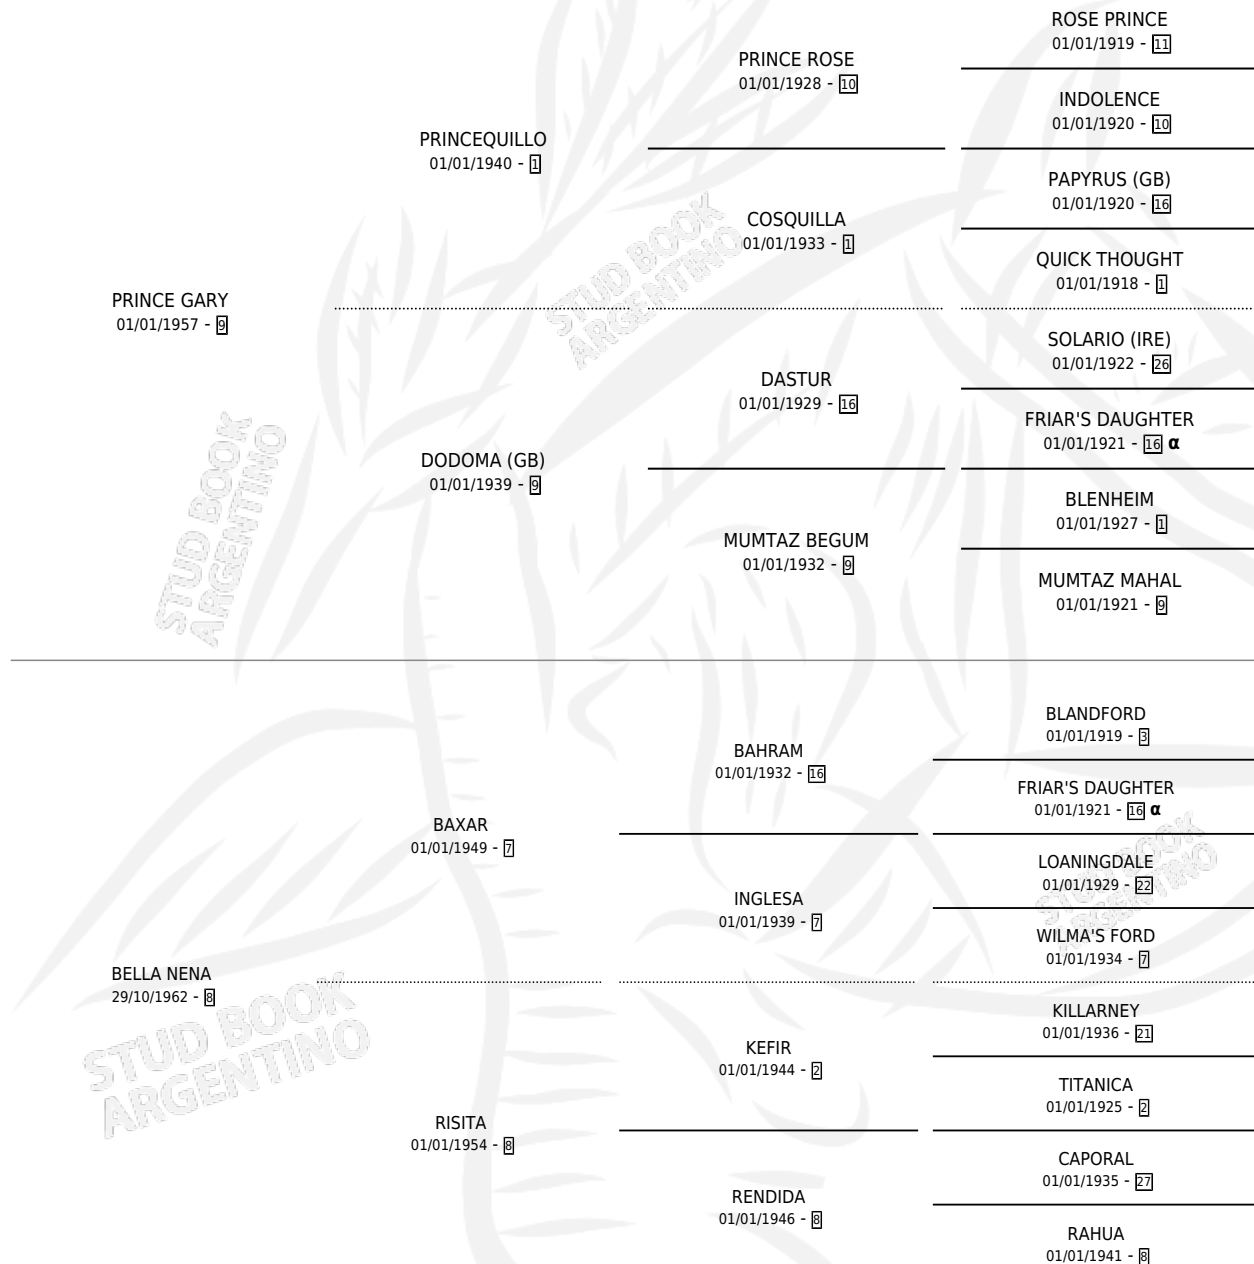 ROSE PRINCE
01/01/1919 - 11
PRINCE ROSE
01/01/1928 - 10
INDOLENCE
01/01/1920 - 10
PRINCEQUILLO
01/01/1940 - 1
PAPYRUS (GB)
01/01/1920 - 16
COSQUILLA
01/01/1933 - 1
QUICK THOUGHT
01/01/1918 - 1
PRINCE GARY
01/01/1957 - 9
SOLARIO (IRE)
01/01/1922 - 26
DASTUR
01/01/1929 - 16
FRIAR'S DAUGHTER
01/01/1921 - 16 α
DODOMA (GB)
01/01/1939 - 9
BLENHEIM
01/01/1927 - 1
MUMTAZ BEGUM
01/01/1932 - 9
MUMTAZ MAHAL
01/01/1921 - 9
BLANDFORD
01/01/1919 - 3
BAHRAM
01/01/1932 - 16
FRIAR'S DAUGHTER
01/01/1921 - 16 α
BAXAR
01/01/1949 - 7
LOANINGDALE
01/01/1929 - 22
INGLESA
01/01/1939 - 7
WILMA'S FORD
01/01/1934 - 7
BELLA NENA
29/10/1962 - 8
KILLARNEY
01/01/1936 - 21
KEFIR
01/01/1944 - 2
TITANICA
01/01/1925 - 2
RISITA
01/01/1954 - 8
CAPORAL
01/01/1935 - 27
RENDIDA
01/01/1946 - 8
RAHUA
01/01/1941 - 8
STUD BOOK
ARGENTINO
STUD BOOK
ARGENTINO
STUD BOOK
ARGENTINO
STUD BOOK
ARGENTINO